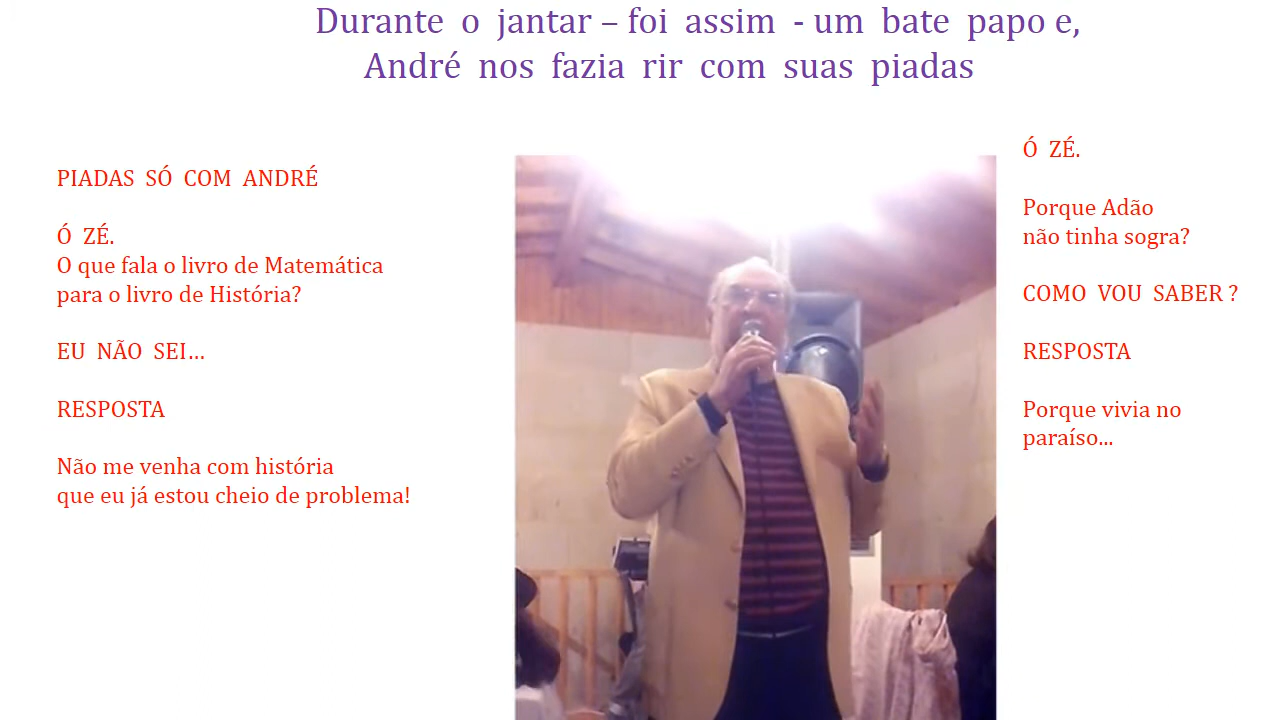 Durante o jantar – foi assim - um bate papo e,
André nos fazia rir com suas piadas
PIADAS SÓ COM ANDRÉ
Ó ZÉ.
O que fala o livro de Matemática
para o livro de História?
EU NÃO SEI...
RESPOSTA
Não me venha com história
que eu já estou cheio de problema!
Ó ZÉ.
Porque Adão
não tinha sogra?
COMO VOU SABER ?
RESPOSTA
Porque vivia no
paraíso...